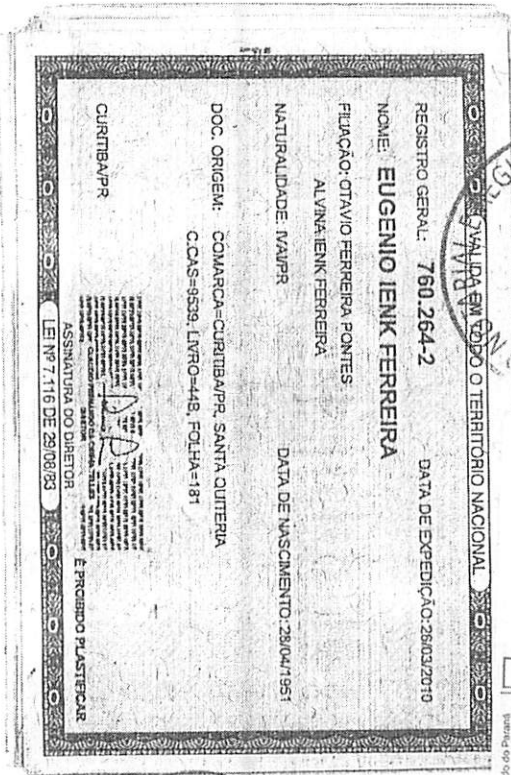 VÁLIDA EM TODO O TERRITÓRIO NACIONAL
REGISTRO GERAL: 760.264-2 DATA DE EXPEDIÇÃO: 26/03/2010
NOME: EUGENIO IENK FERREIRA
FILIAÇÃO: OTAVIO FERREIRA PONTES
ALVINA IENK FERREIRA
NATURALIDADE: IVAI/PR DATA DE NASCIMENTO: 28/04/1951
DOC. ORIGEM: COMARCA=CURITIBA/PR, SANTA QUITERIA
C.CAS=9539, LIVRO=44B, FOLHA=181
CURITIBA/PR
ASSINATURA DO DIRETOR
É PROIBIDO PLASTIFICAR
LEI Nº 7.116 DE 29/08/83